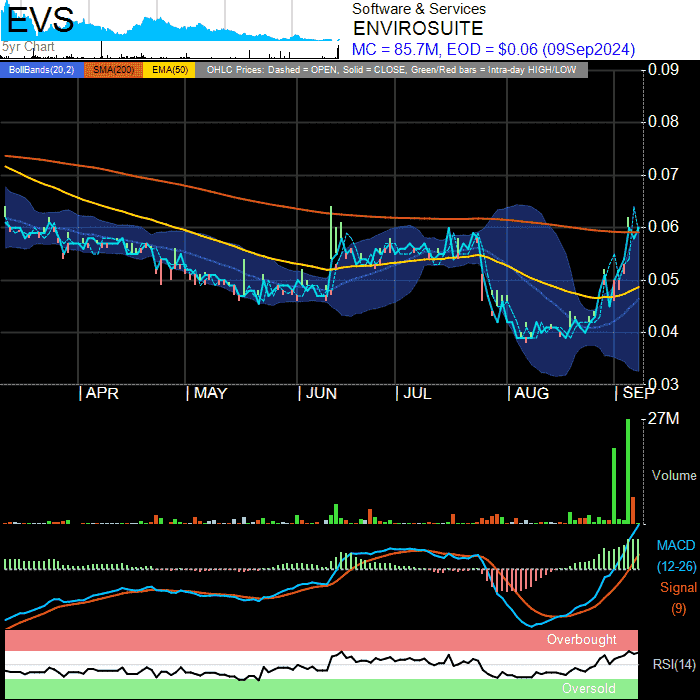 EVS
5yr Chart
Software & Services
ENVIROSUITE
MC = 85.7M, EOD = $0.06 (09Sep2024)
BollBands(20,2) SMA(200) EMA(50) OHLC Prices: Dashed = OPEN, Solid = CLOSE, Green/Red bars = Intra-day HIGH/LOW
0.09
0.08
0.07
0.06
0.05
0.04
0.03
APR MAY JUN JUL AUG SEP
27M
Volume
MACD
(12-26)
Signal
(9)
Overbought
RSI(14)
Oversold